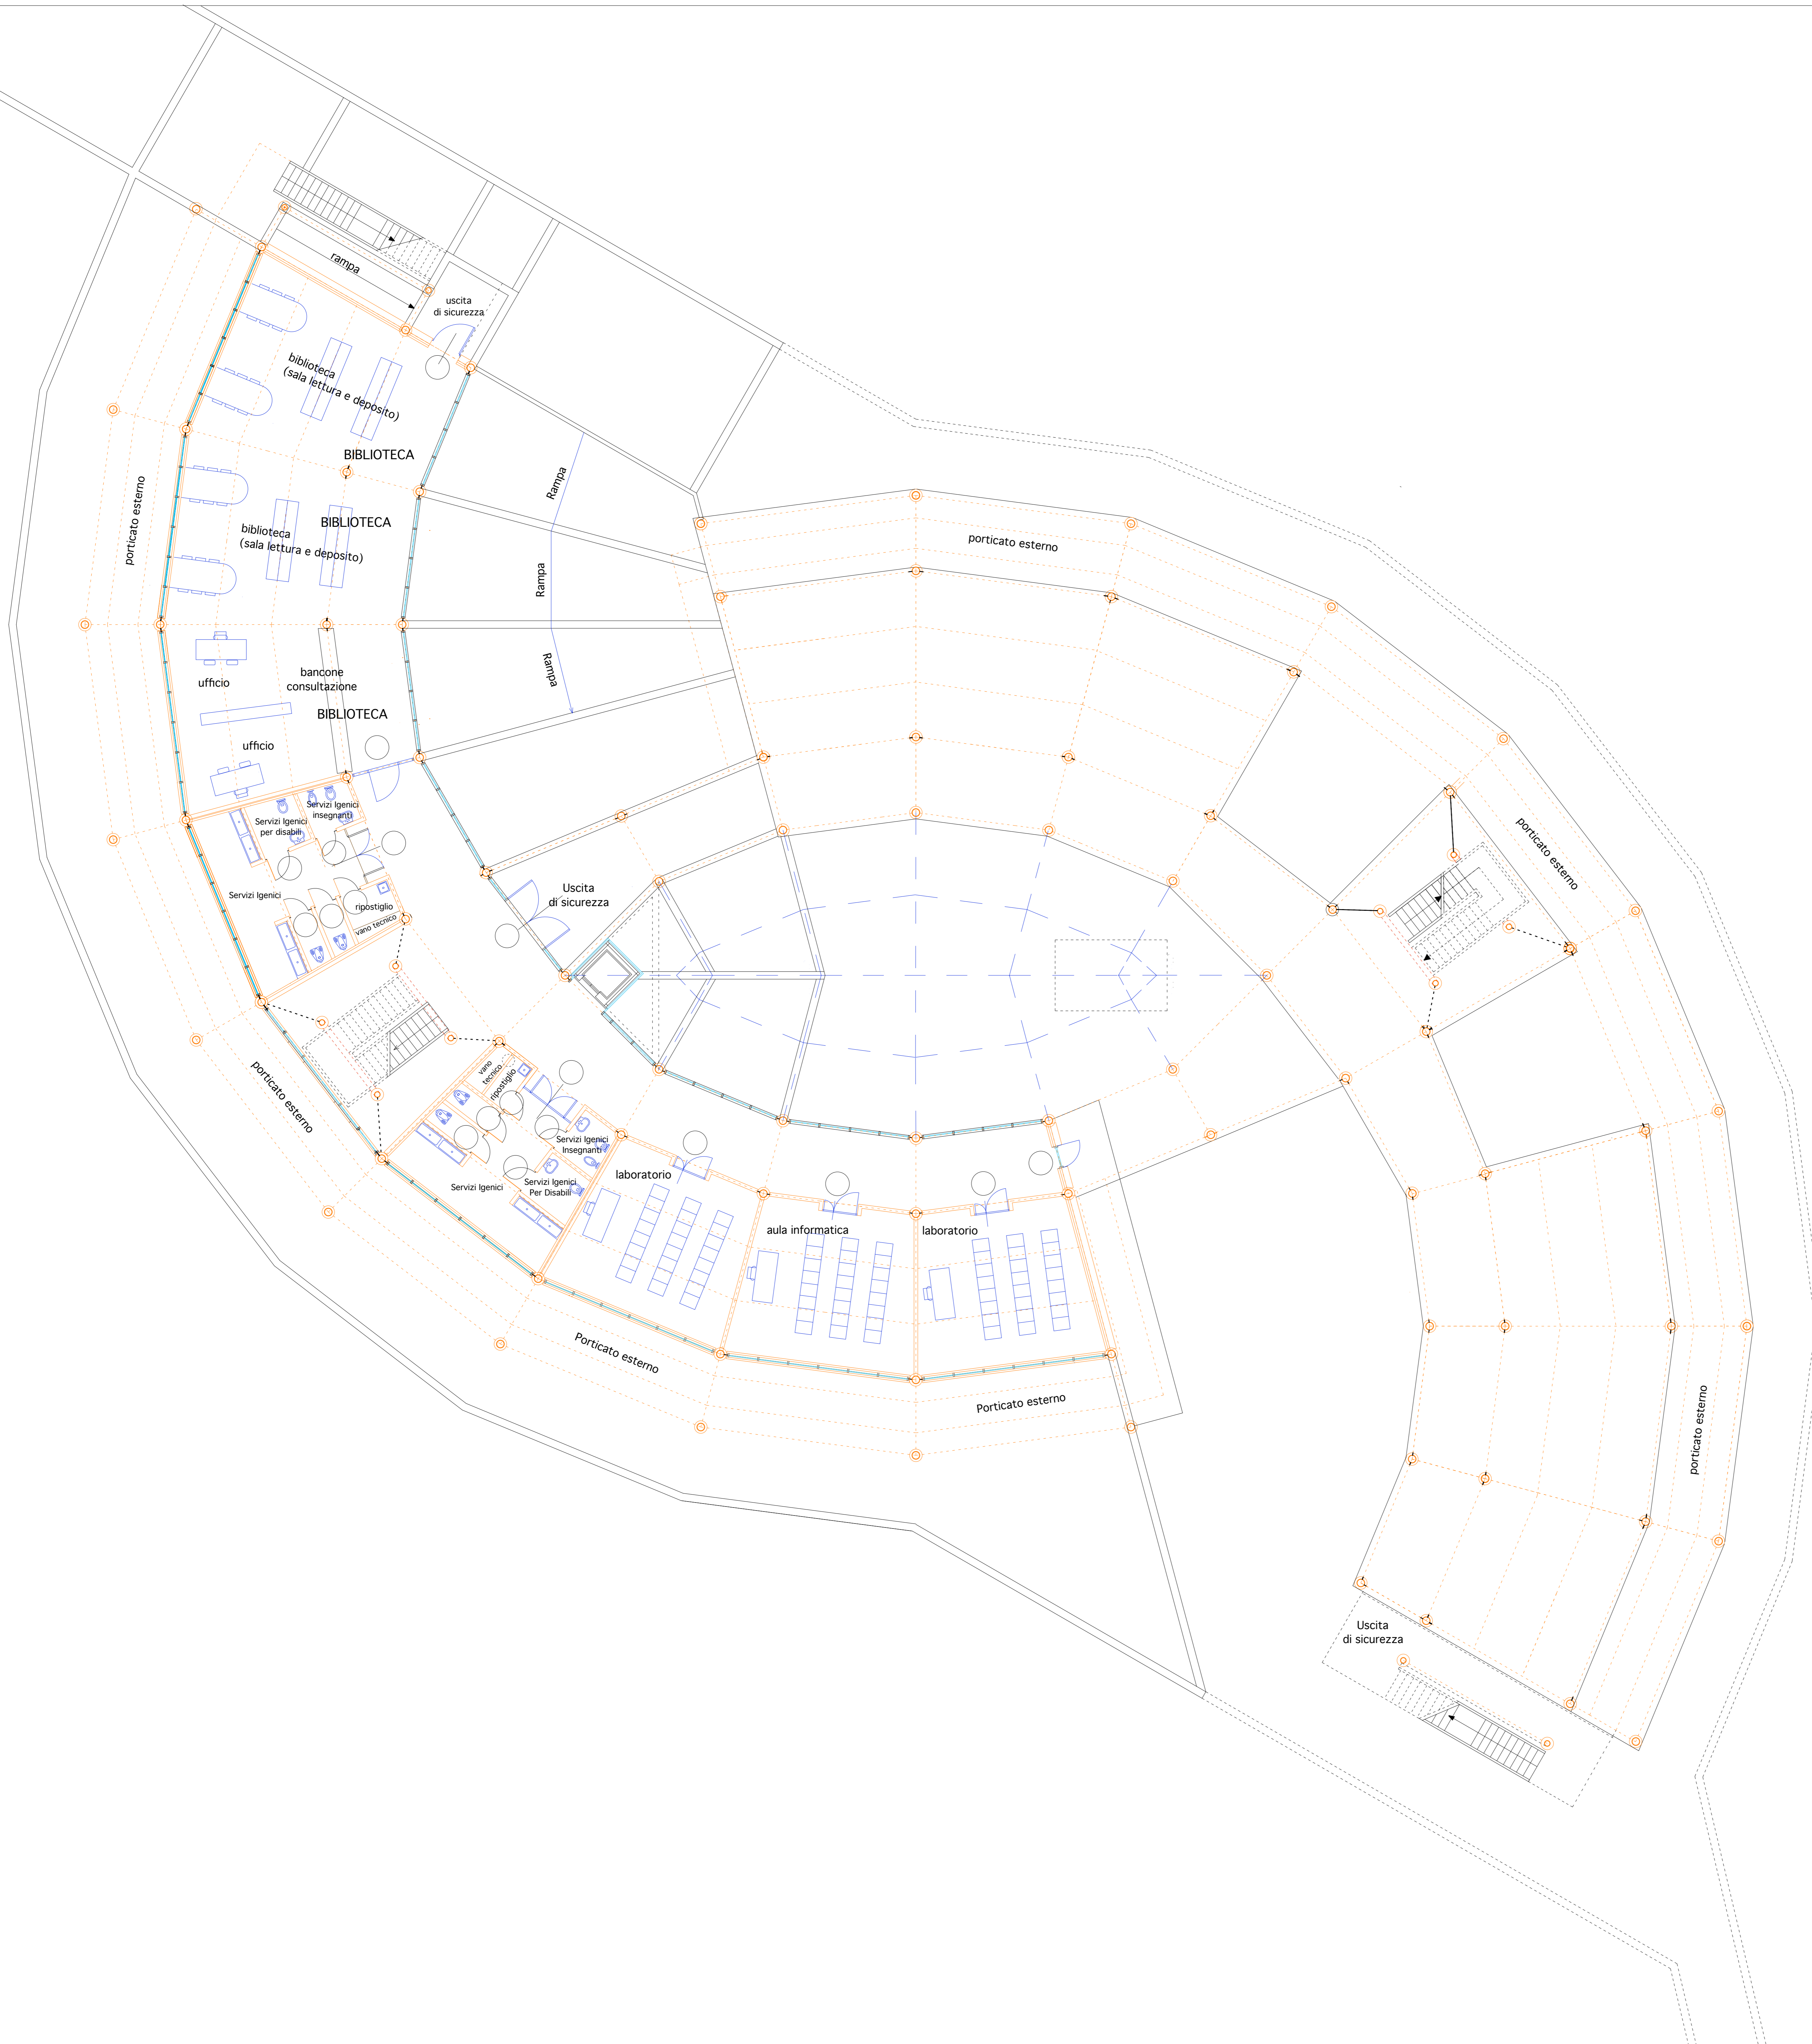 rampa
uscita
di sicurezza
biblioteca
(sala lettura e deposito)
BIBLIOTECA
Rampa
porticato esterno
biblioteca
(sala lettura e deposito)
BIBLIOTECA
porticato esterno
Rampa
bancone
consultazione
ufficio
Rampa
BIBLIOTECA
ufficio
Servizi Igenici
insegnanti
Servizi Igenici
per disabili
Servizi Igenici
ripostiglio
vano tecnico
Uscita
di sicurezza
porticato esterno
porticato esterno
vano
tecnico
ripostiglio
Servizi Igenici
Insegnanti
Servizi Igenici
Per Disabili
Servizi Igenici
laboratorio
aula informatica
laboratorio
Porticato esterno
Porticato esterno
porticato esterno
Uscita
di sicurezza